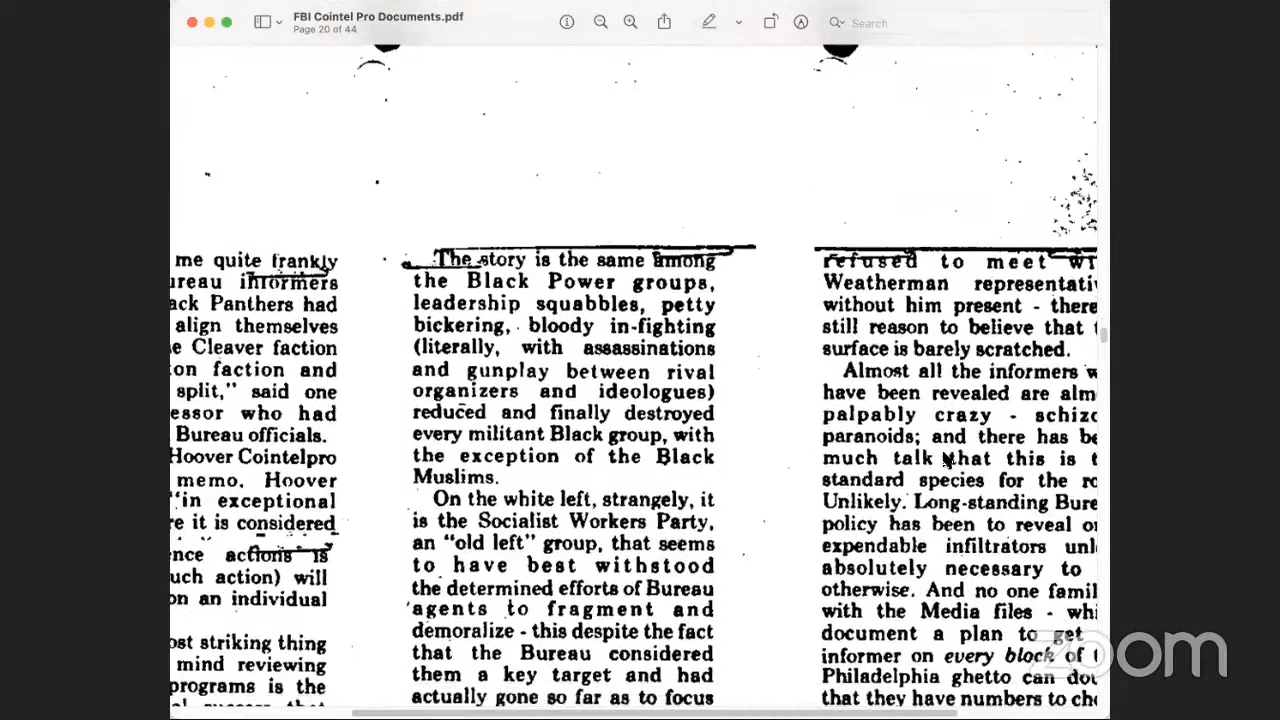 FBI Cointel Pro Documents.pdf
Page 20 of 44
Search
me quite frankly
ureau informers
ack Panthers had
align themselves
e Cleaver faction
on faction and
split," said one
essor who had
Bureau officials.
Hoover Cointelpro
memo. Hoover
"in exceptional
re it is considered
ence actions is
uch action) will
on an individual
ost striking thing
mind reviewing
programs is the
The story is the same among
the Black Power groups,
leadership squabbles, petty
bickering, bloody in-fighting
(literally, with assassinations
and gunplay between rival
organizers and ideologues)
reduced and finally destroyed
every militant Black group, with
the exception of the Black
Muslims.
On the white left, strangely, it
is the Socialist Workers Party,
an "old left" group, that seems
to have best withstood
the determined efforts of Bureau
agents to fragment and
demoralize - this despite the fact
that the Bureau considered
them a key target and had
actually gone so far as to focus
refused to meet wi
Weatherman representati
without him present - there
still reason to believe that t
surface is barely scratched.
Almost all the informers w
have been revealed are alm
palpably crazy - schizo
paranoids; and there has be
much talk that this is t
standard species for the ro
Unlikely. Long-standing Bure
policy has been to reveal on
expendable infiltrators unl
absolutely necessary to
otherwise. And no one famil
with the Media files - whi
document a plan to get
informer on every block of t
Philadelphia ghetto can dou
that they have numbers to cho
zoom